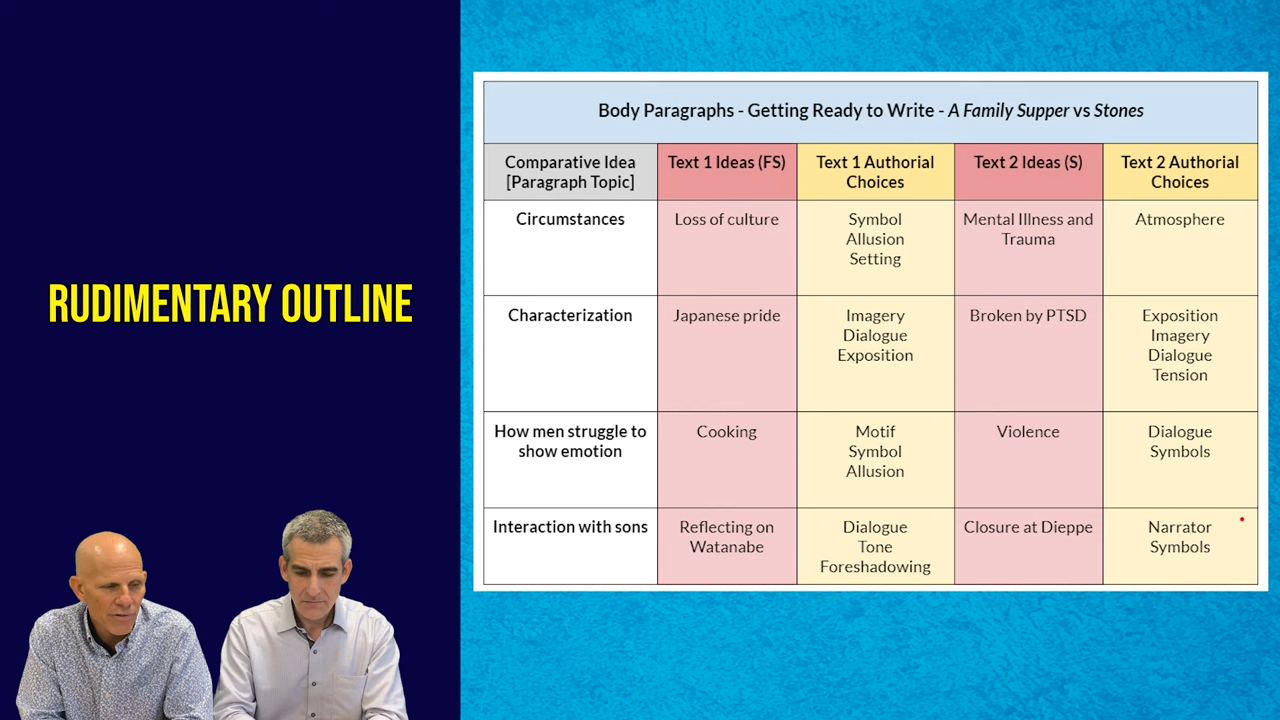 RUDIMENTARY OUTLINE
Body Paragraphs - Getting Ready to Write - A Family Supper vs Stones
Comparative Idea
[Paragraph Topic]
Text 1 Ideas (FS)
Text 1 Authorial
Choices
Text 2 Ideas (S)
Text 2 Authorial
Choices
Circumstances
Loss of culture
Symbol
Allusion
Setting
Mental Illness and
Trauma
Atmosphere
Characterization
Japanese pride
Imagery
Dialogue
Exposition
Broken by PTSD
Exposition
Imagery
Dialogue
Tension
How men struggle to
show emotion
Cooking
Motif
Symbol
Allusion
Violence
Dialogue
Symbols
Interaction with sons
Reflecting on
Watanabe
Dialogue
Tone
Foreshadowing
Closure at Dieppe
Narrator
Symbols